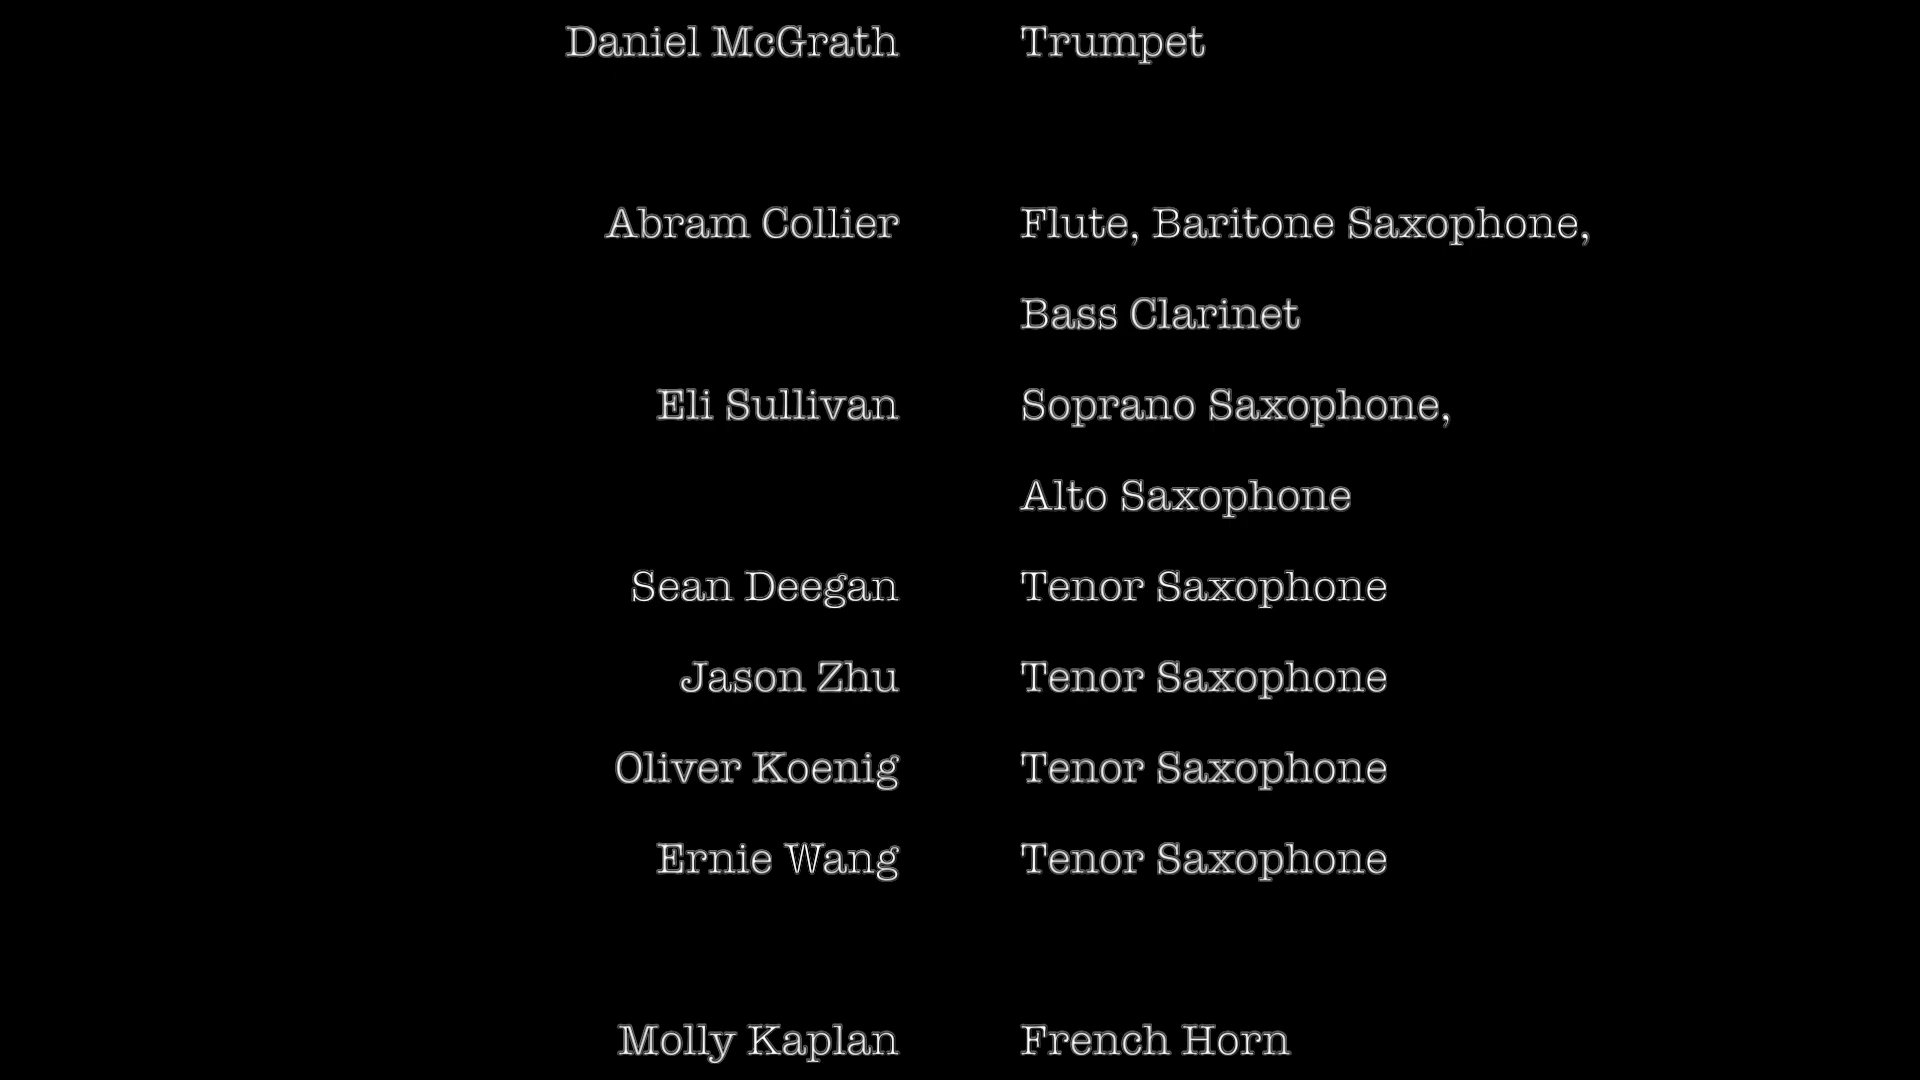 Daniel McGrath Trumpet
Abram Collier Flute, Baritone Saxophone,
Bass Clarinet
Eli Sullivan Soprano Saxophone,
Alto Saxophone
Sean Deegan Tenor Saxophone
Jason Zhu Tenor Saxophone
Oliver Koenig Tenor Saxophone
Ernie Wang Tenor Saxophone
Molly Kaplan French Horn